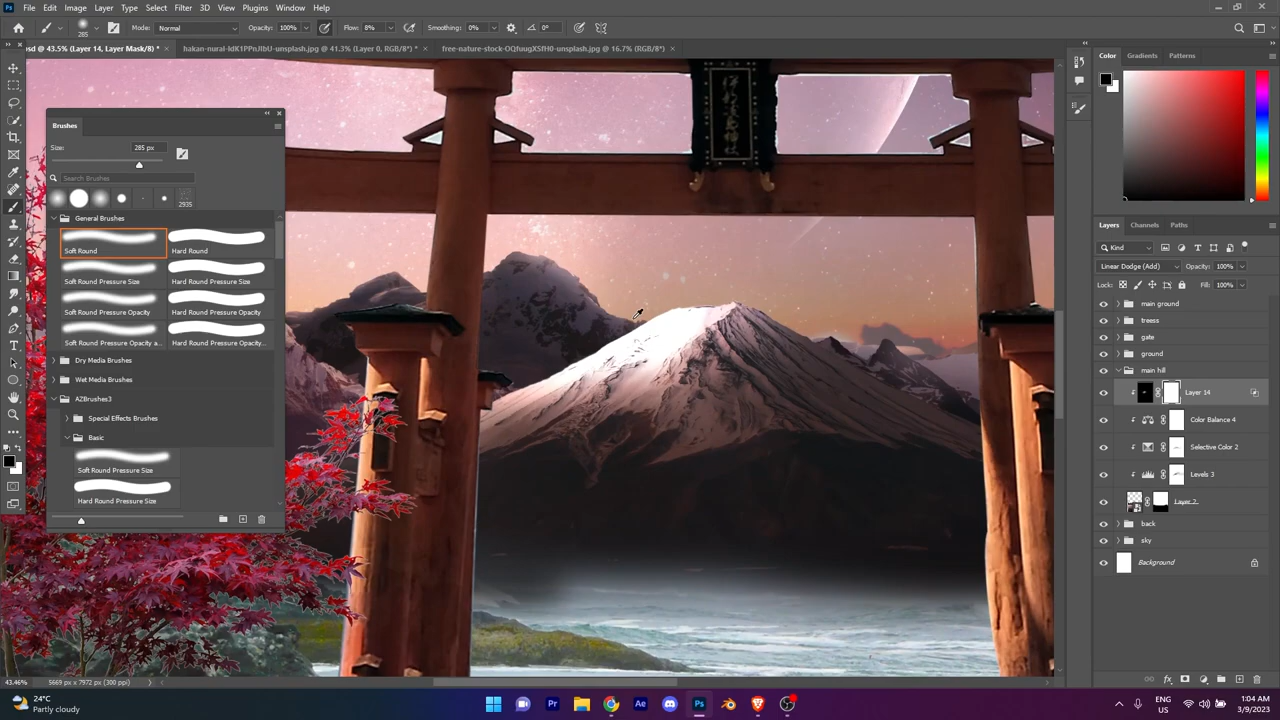 File Edit Image Layer Type Select Filter 3D View Plugins Window Help
285 Mode: Normal Opacity: 100% Flow: 8% Smoothing: 0% 0°
sd @ 43.5% (Layer 14, Layer Mask/8) * × hakan-nural-IdK1PPnJIbU-unsplash.jpg @ 41.3% (Layer 0, RGB/8*) * × free-nature-stock-OQfuugXSfH0-unsplash.jpg @ 16.7% (RGB/8*) ×
Brushes
Size: 285 px
Search Brushes
2935
General Brushes
Soft Round Hard Round
Soft Round Pressure Size Hard Round Pressure Size
Soft Round Pressure Opacity Hard Round Pressure Opacity
Soft Round Pressure Opacity a... Hard Round Pressure Opacity...
Dry Media Brushes
Wet Media Brushes
AZBrushes3
Special Effects Brushes
Basic
Soft Round Pressure Size
Hard Round Pressure Size
Color Gradients Patterns
Layers Channels Paths
Kind
Linear Dodge (Add) Opacity: 100%
Lock: Fill: 100%
main ground
treess
gate
ground
main hill
Layer 14
Color Balance 4
Selective Color 2
Levels 3
Layer 2
back
sky
Background
43.46% 5669 px x 7972 px (300 ppi)
24°C
Partly cloudy
ENG
US
1:04 AM
3/9/2023